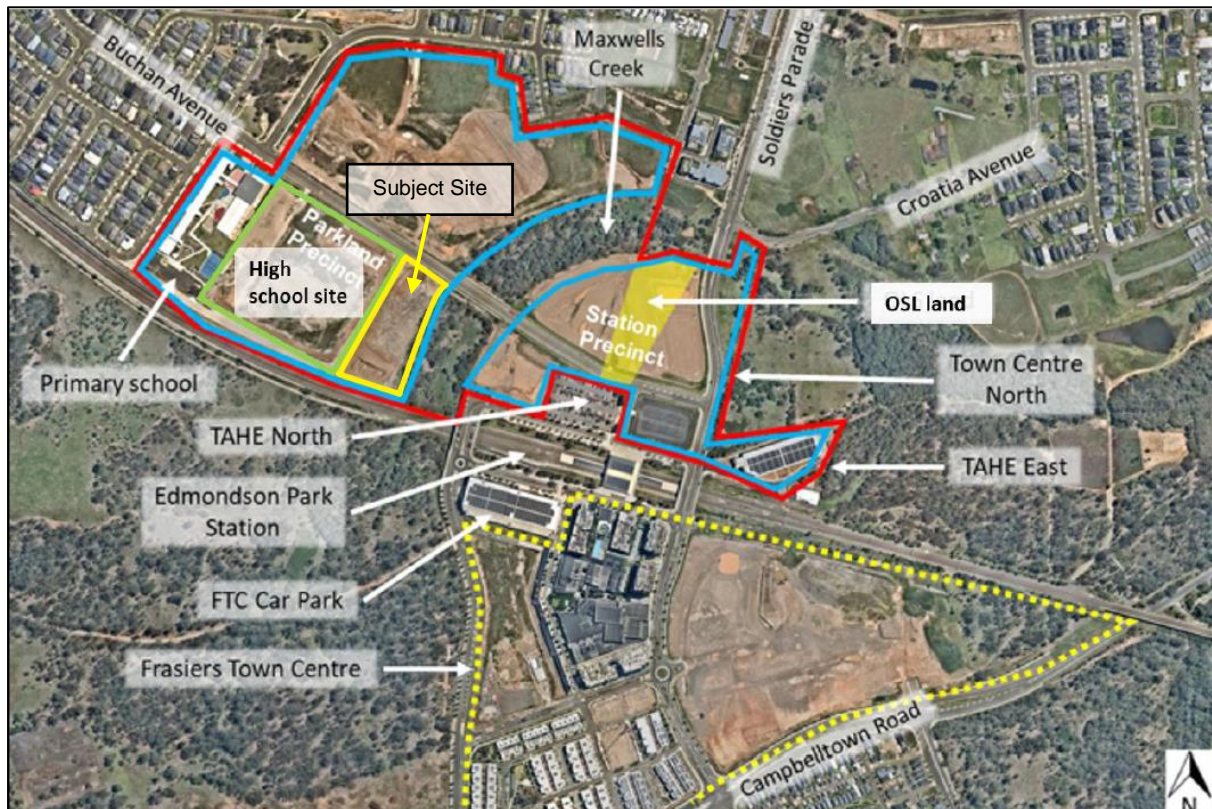 Buchan Avenue
Maxwells
Creek
Soldiers Parade
Croatia Avenue
Subject Site
Parkland
Precinct
High
school site
OSL land
Station
Precinct
Primary school
Town Centre
North
TAHE North
TAHE East
Edmondson Park
Station
FTC Car Park
Frasiers Town Centre
Campbelltown Road
N